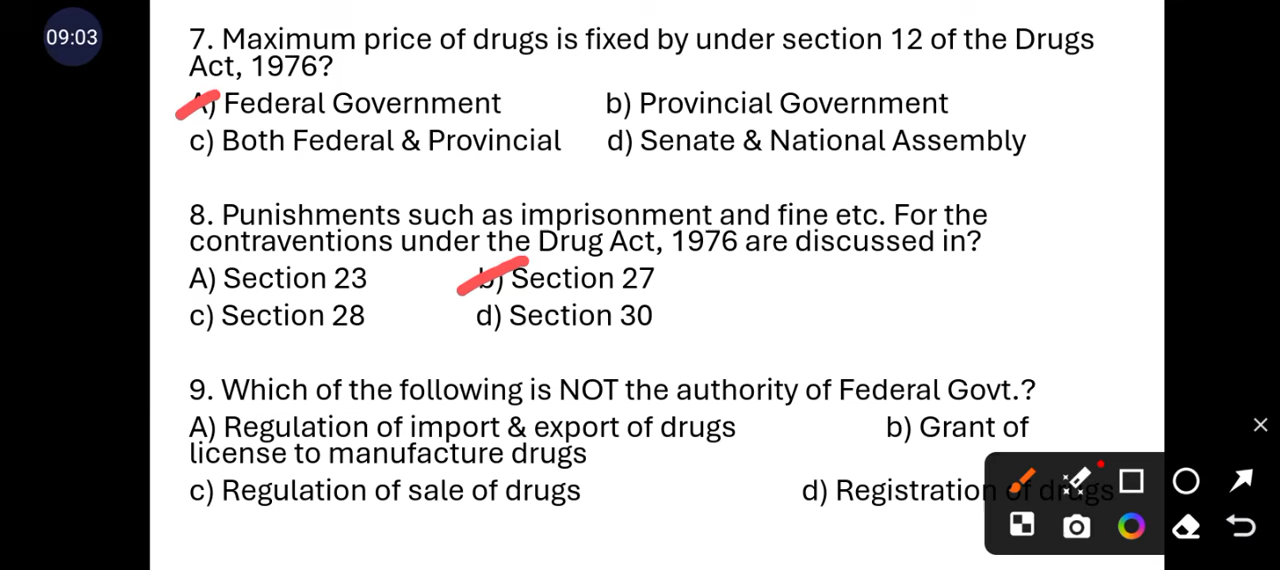 09:03
7. Maximum price of drugs is fixed by under section 12 of the Drugs
Act, 1976?
A) Federal Government b) Provincial Government
c) Both Federal & Provincial d) Senate & National Assembly
8. Punishments such as imprisonment and fine etc. For the
contraventions under the Drug Act, 1976 are discussed in?
A) Section 23 b) Section 27
c) Section 28 d) Section 30
9. Which of the following is NOT the authority of Federal Govt.?
A) Regulation of import & export of drugs b) Grant of
license to manufacture drugs
c) Regulation of sale of drugs d) Registration of drugs